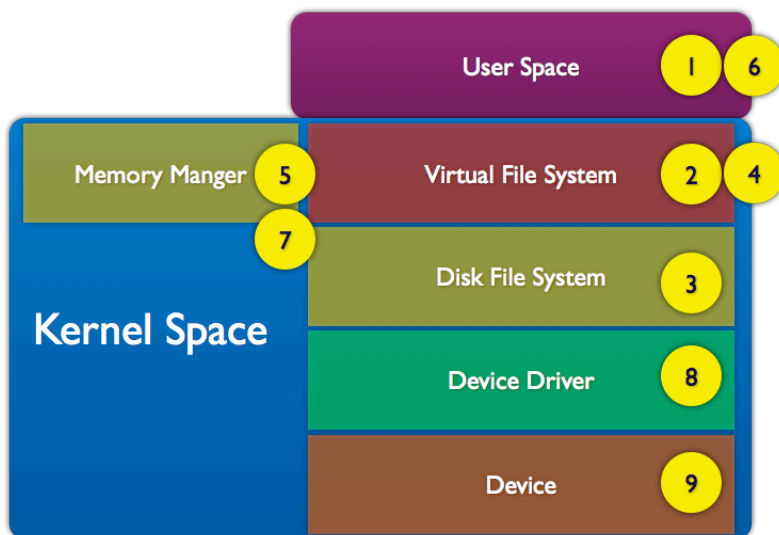 User Space 1 6
Memory Manger 5 Virtual File System 2 4
7
Disk File System 3
Kernel Space
Device Driver 8
Device 9